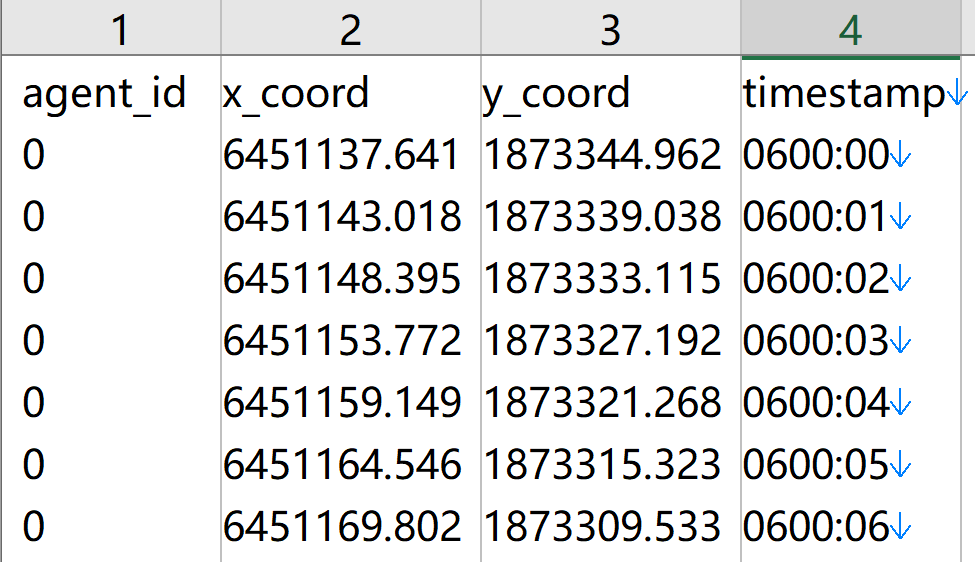 1 2 3 4
agent_id x_coord y_coord timestamp↓
0 6451137.641 1873344.962 0600:00↓
0 6451143.018 1873339.038 0600:01↓
0 6451148.395 1873333.115 0600:02↓
0 6451153.772 1873327.192 0600:03↓
0 6451159.149 1873321.268 0600:04↓
0 6451164.546 1873315.323 0600:05↓
0 6451169.802 1873309.533 0600:06↓